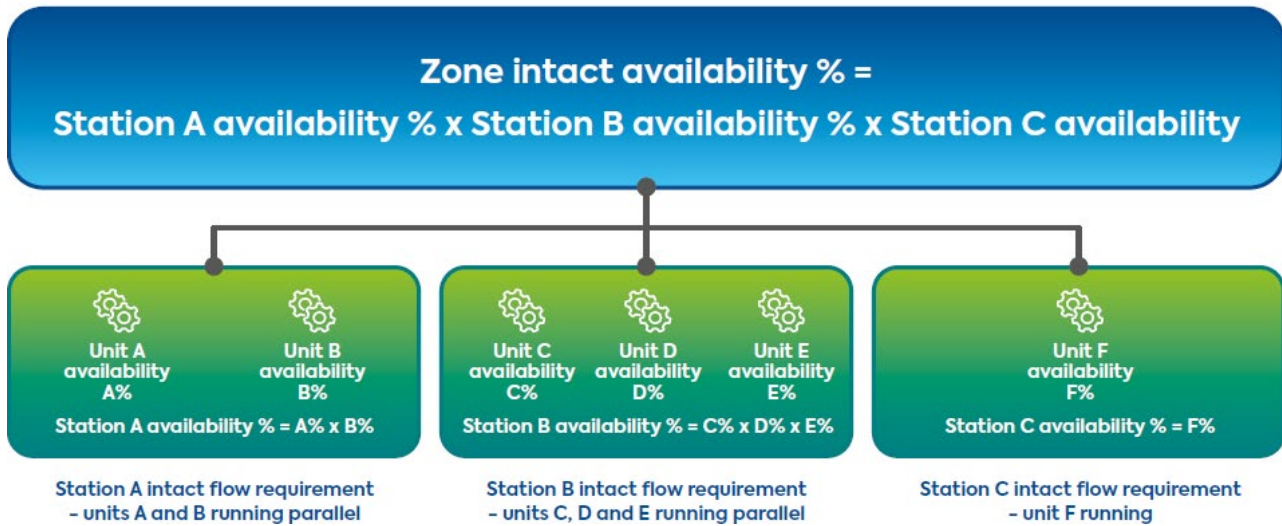 Zone intact availability % =
Station A availability % x Station B availability % x Station C availability
Unit A
availability
A%
Unit B
availability
B%
Station A availability % = A% x B%
Unit C
availability
C%
Unit D
availability
D%
Unit E
availability
E%
Station B availability % = C% x D% x E%
Unit F
availability
F%
Station C availability % = F%
Station A intact flow requirement
- units A and B running parallel
Station B intact flow requirement
- units C, D and E running parallel
Station C intact flow requirement
- unit F running